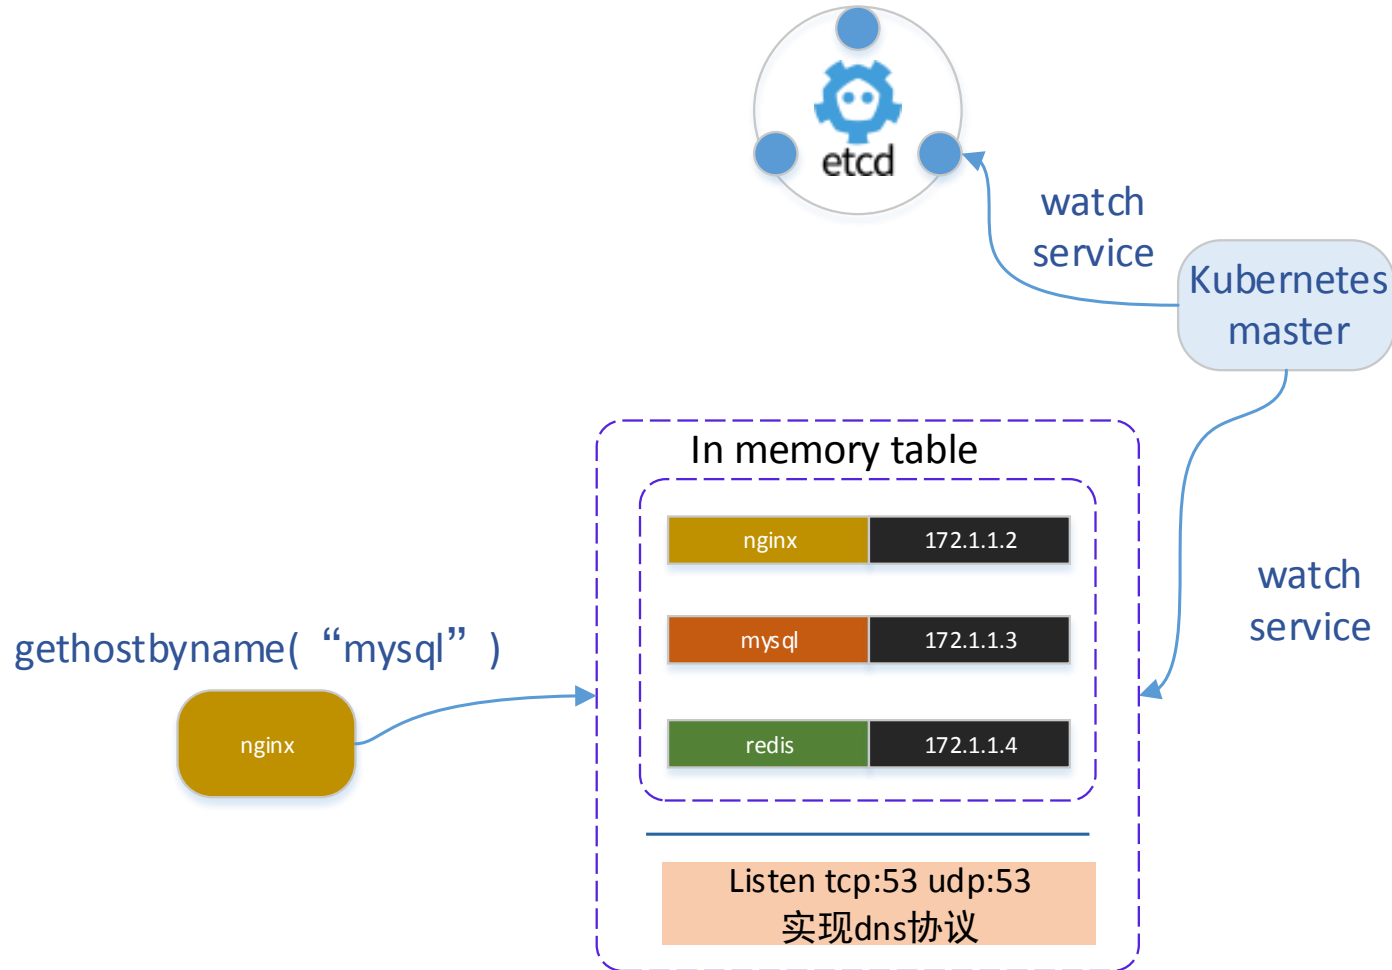 etcd
watch
service
Kubernetes
master
In memory table
nginx 172.1.1.2
mysql 172.1.1.3
redis 172.1.1.4
watch
service
gethostbyname( “mysql” )
nginx
Listen tcp:53 udp:53
实现dns协议